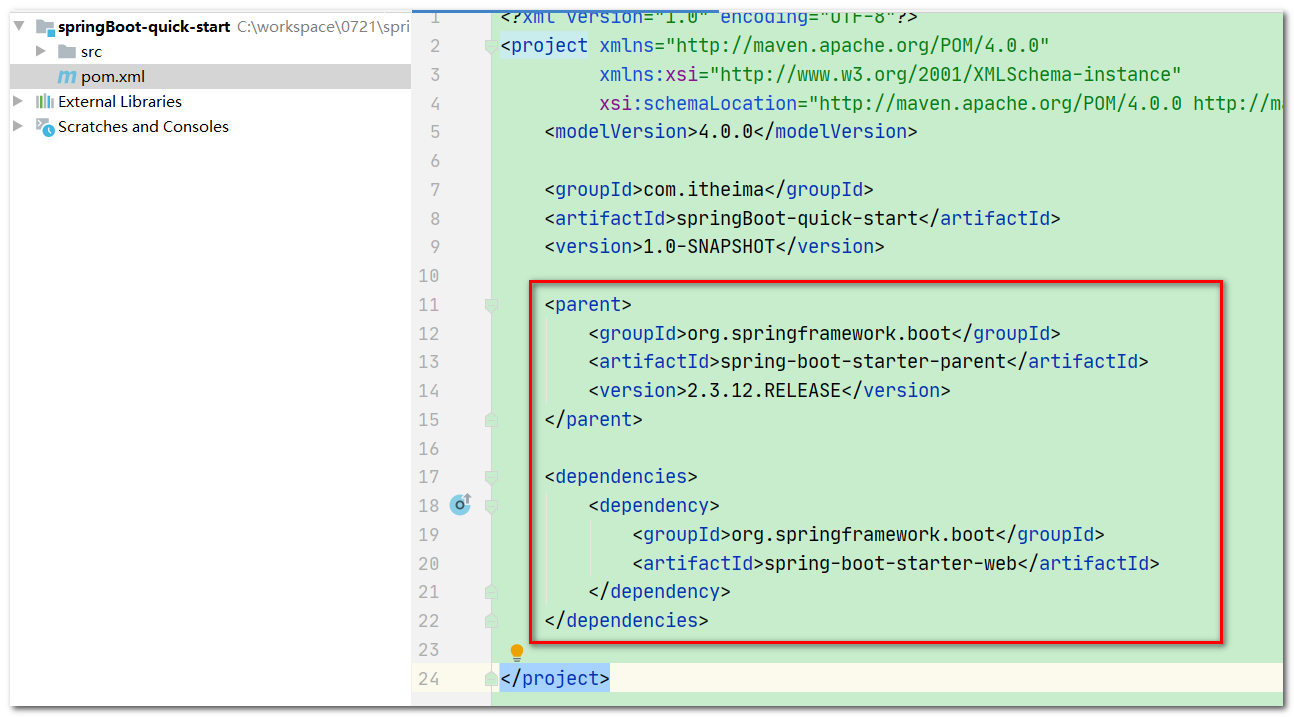 springBoot-quick-start C:\workspace\0721\spri
src
pom.xml
External Libraries
Scratches and Consoles
1 <?xml version="1.0" encoding="UTF-8"?>
2 <project xmlns="http://maven.apache.org/POM/4.0.0"
3 xmlns:xsi="http://www.w3.org/2001/XMLSchema-instance"
4 xsi:schemaLocation="http://maven.apache.org/POM/4.0.0 http://ma
5 <modelVersion>4.0.0</modelVersion>
6
7 <groupId>com.itheima</groupId>
8 <artifactId>springBoot-quick-start</artifactId>
9 <version>1.0-SNAPSHOT</version>
10
11 <parent>
12 <groupId>org.springframework.boot</groupId>
13 <artifactId>spring-boot-starter-parent</artifactId>
14 <version>2.3.12.RELEASE</version>
15 </parent>
16
17 <dependencies>
18 <dependency>
19 <groupId>org.springframework.boot</groupId>
20 <artifactId>spring-boot-starter-web</artifactId>
21 </dependency>
22 </dependencies>
23
24 </project>